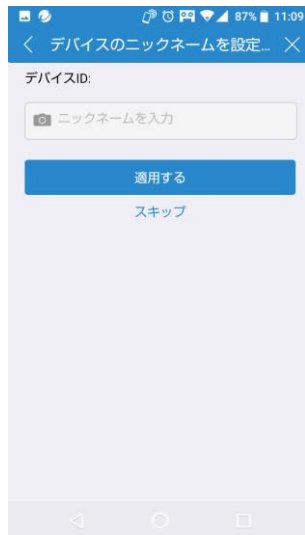 87% 11:09
デバイスのニックネームを設定...
デバイスID:
ニックネームを入力
適用する
スキップ